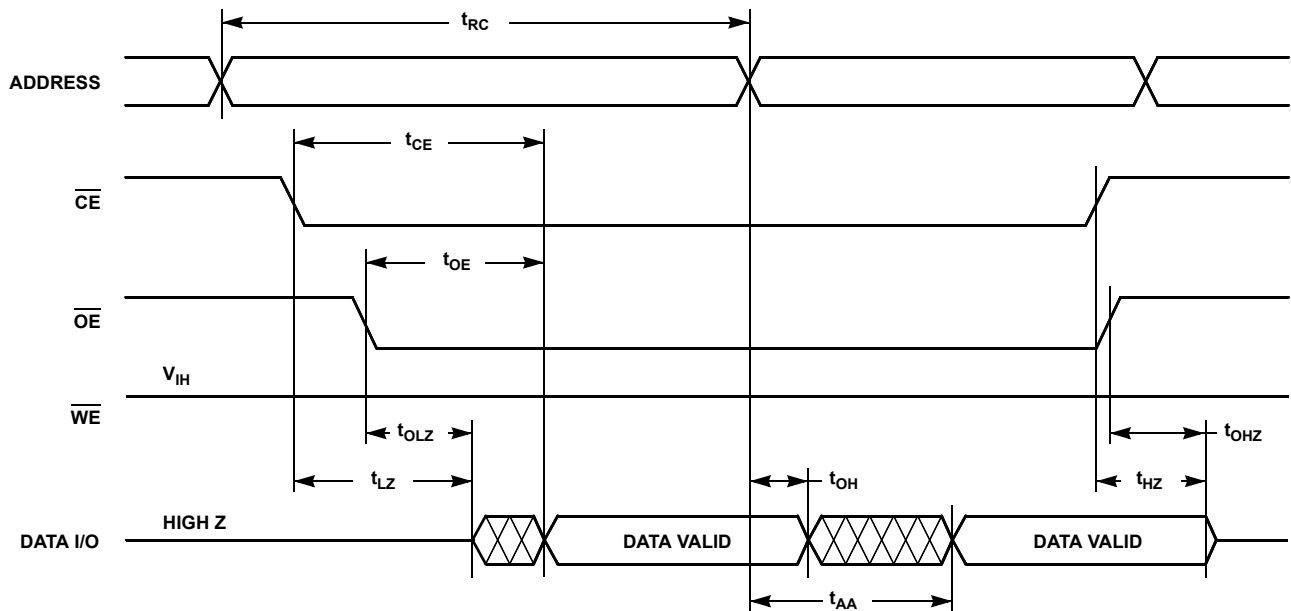 tRC
ADDRESS
tCE
CE
tOE
OE
VIH
WE
tOLZ
tOHZ
tLZ
tOH
tHZ
HIGH Z
DATA I/O
DATA VALID
DATA VALID
tAA